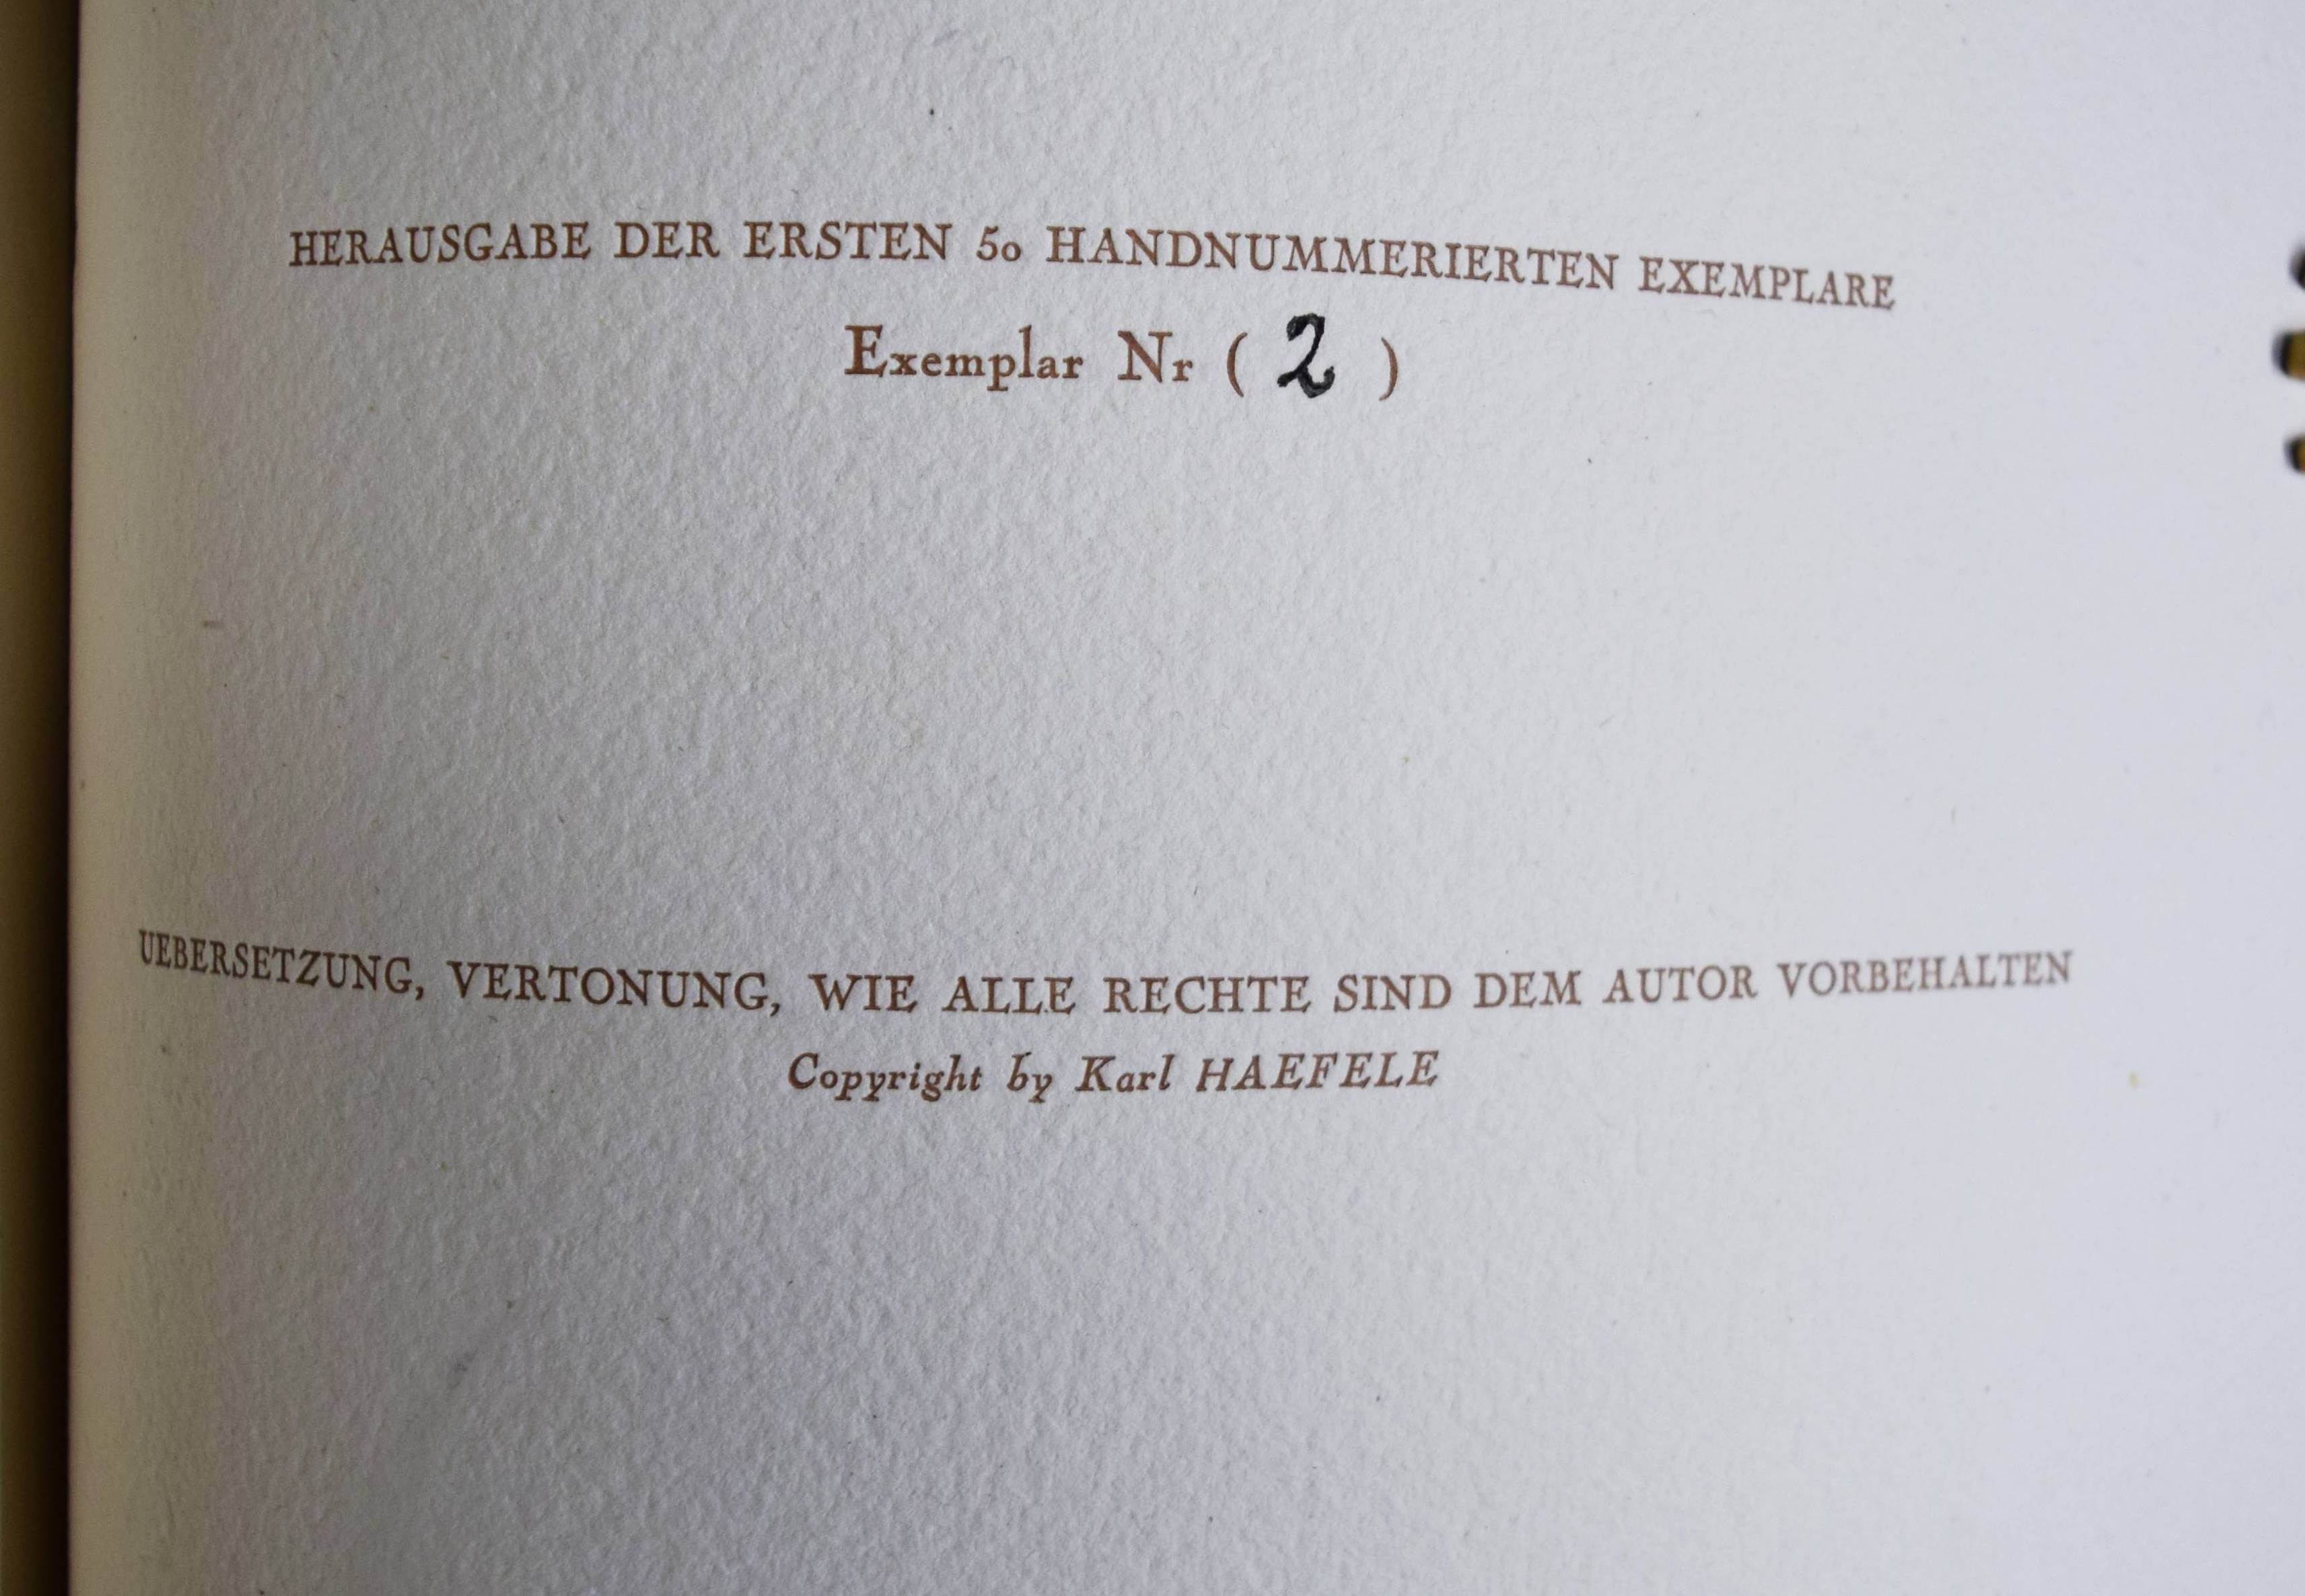 HERAUSGABE DER ERSTEN 50 HANDNUMMERIERTEN EXEMPLARE
Exemplar Nr ( 2 )
UEBERSETZUNG, VERTONUNG, WIE ALLE RECHTE SIND DEM AUTOR VORBEHALTEN
Copyright by Karl HAEFELE